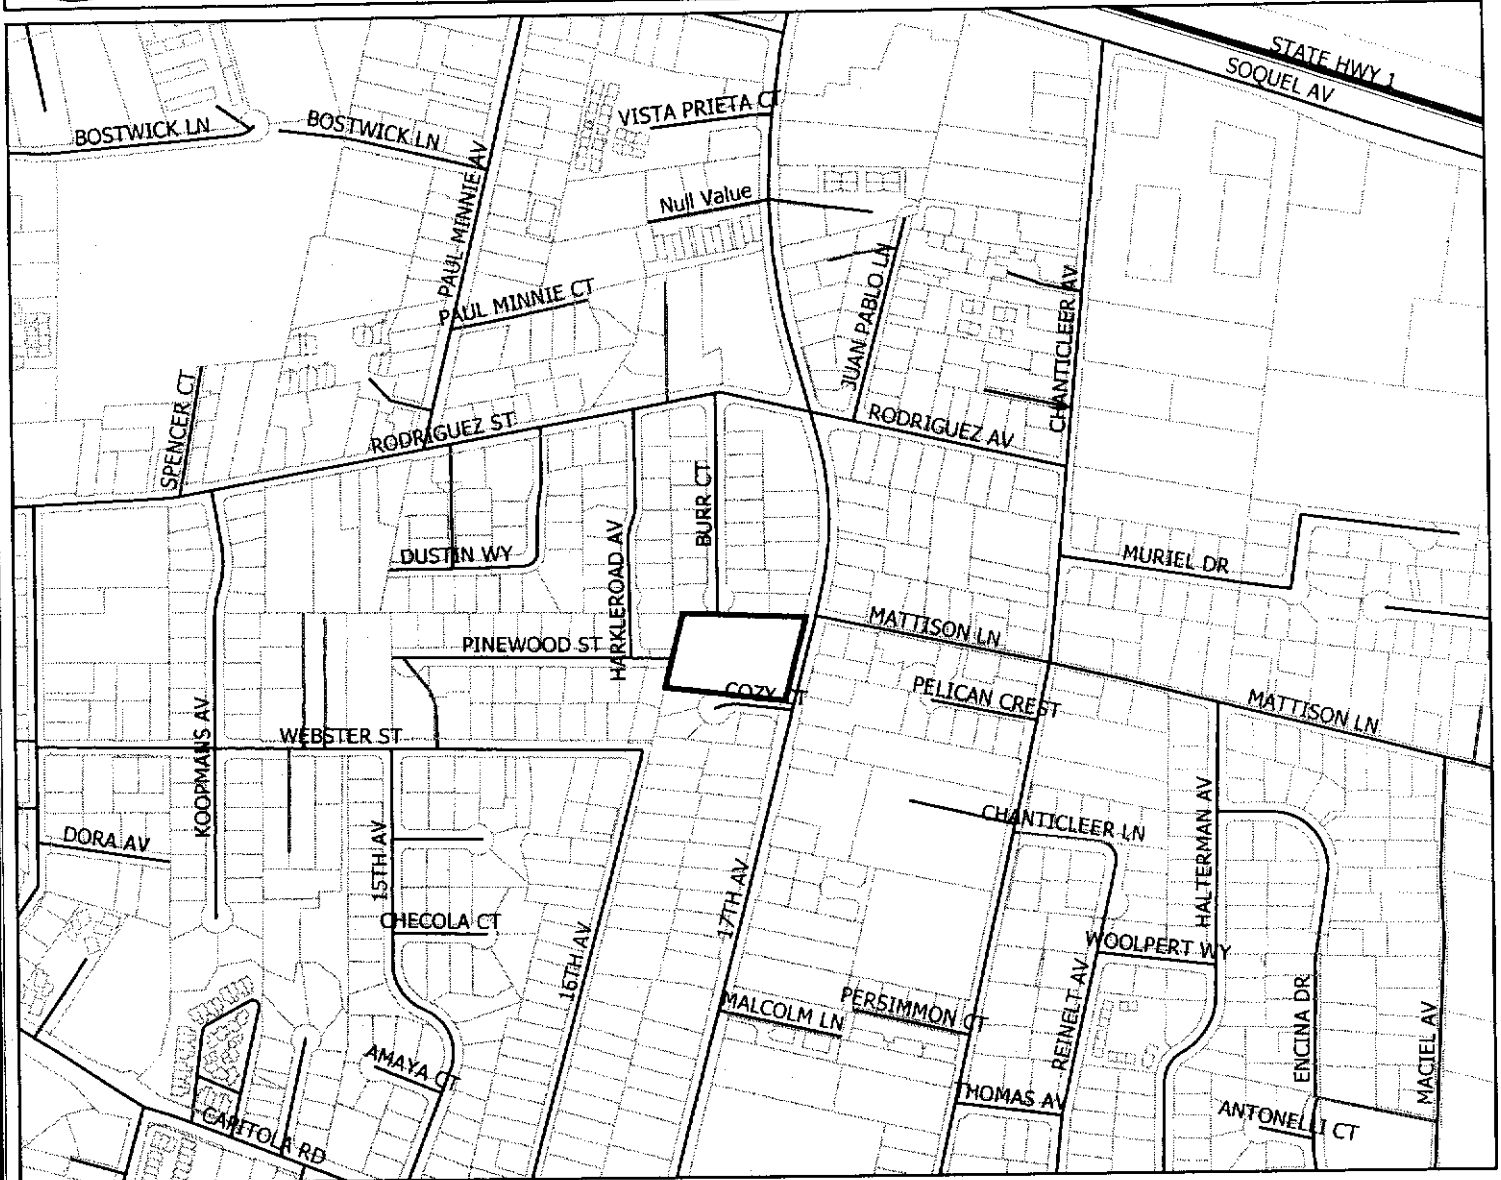 STATE HWY 1
SOQUEL AV
VISTA PRIETA CT
BOSTWICK LN
BOSTWICK LN
PAUL MINNIE AV
Null Value
JUAN PABLO LN
CHANTICLEER AV
PAUL MINNIE CT
SPENCER CT
RODRIGUEZ ST
RODRIGUEZ AV
BURR CT
HARKLEROAD AV
DUSTIN WY
MURIEL DR
MATTISON LN
PINEWOOD ST
COZY CT
PELICAN CREST
MATTISON LN
KOOPMANS AV
WEBSTER ST
DORA AV
15TH AV
CHANTICLEER LN
HALTERMAN AV
17TH AV
CHECOLA CT
16TH AV
WOOLPERT WY
MALCOLM LN
PERSIMMON CT
REINELT AV
ENCINA DR
MACIEL AV
AMAYA CT
THOMAS AV
CAPITOLA RD
ANTONELLI CT